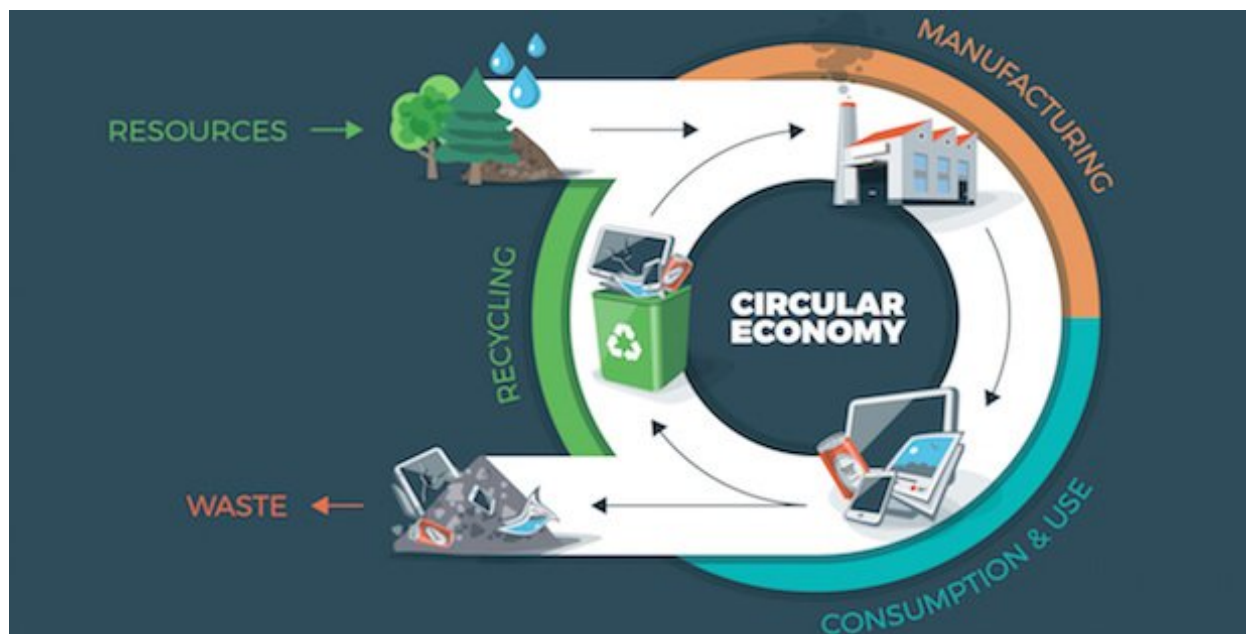 MANUFACTURING
RESOURCES
RECYCLING
CIRCULAR
ECONOMY
WASTE
CONSUMPTION & USE